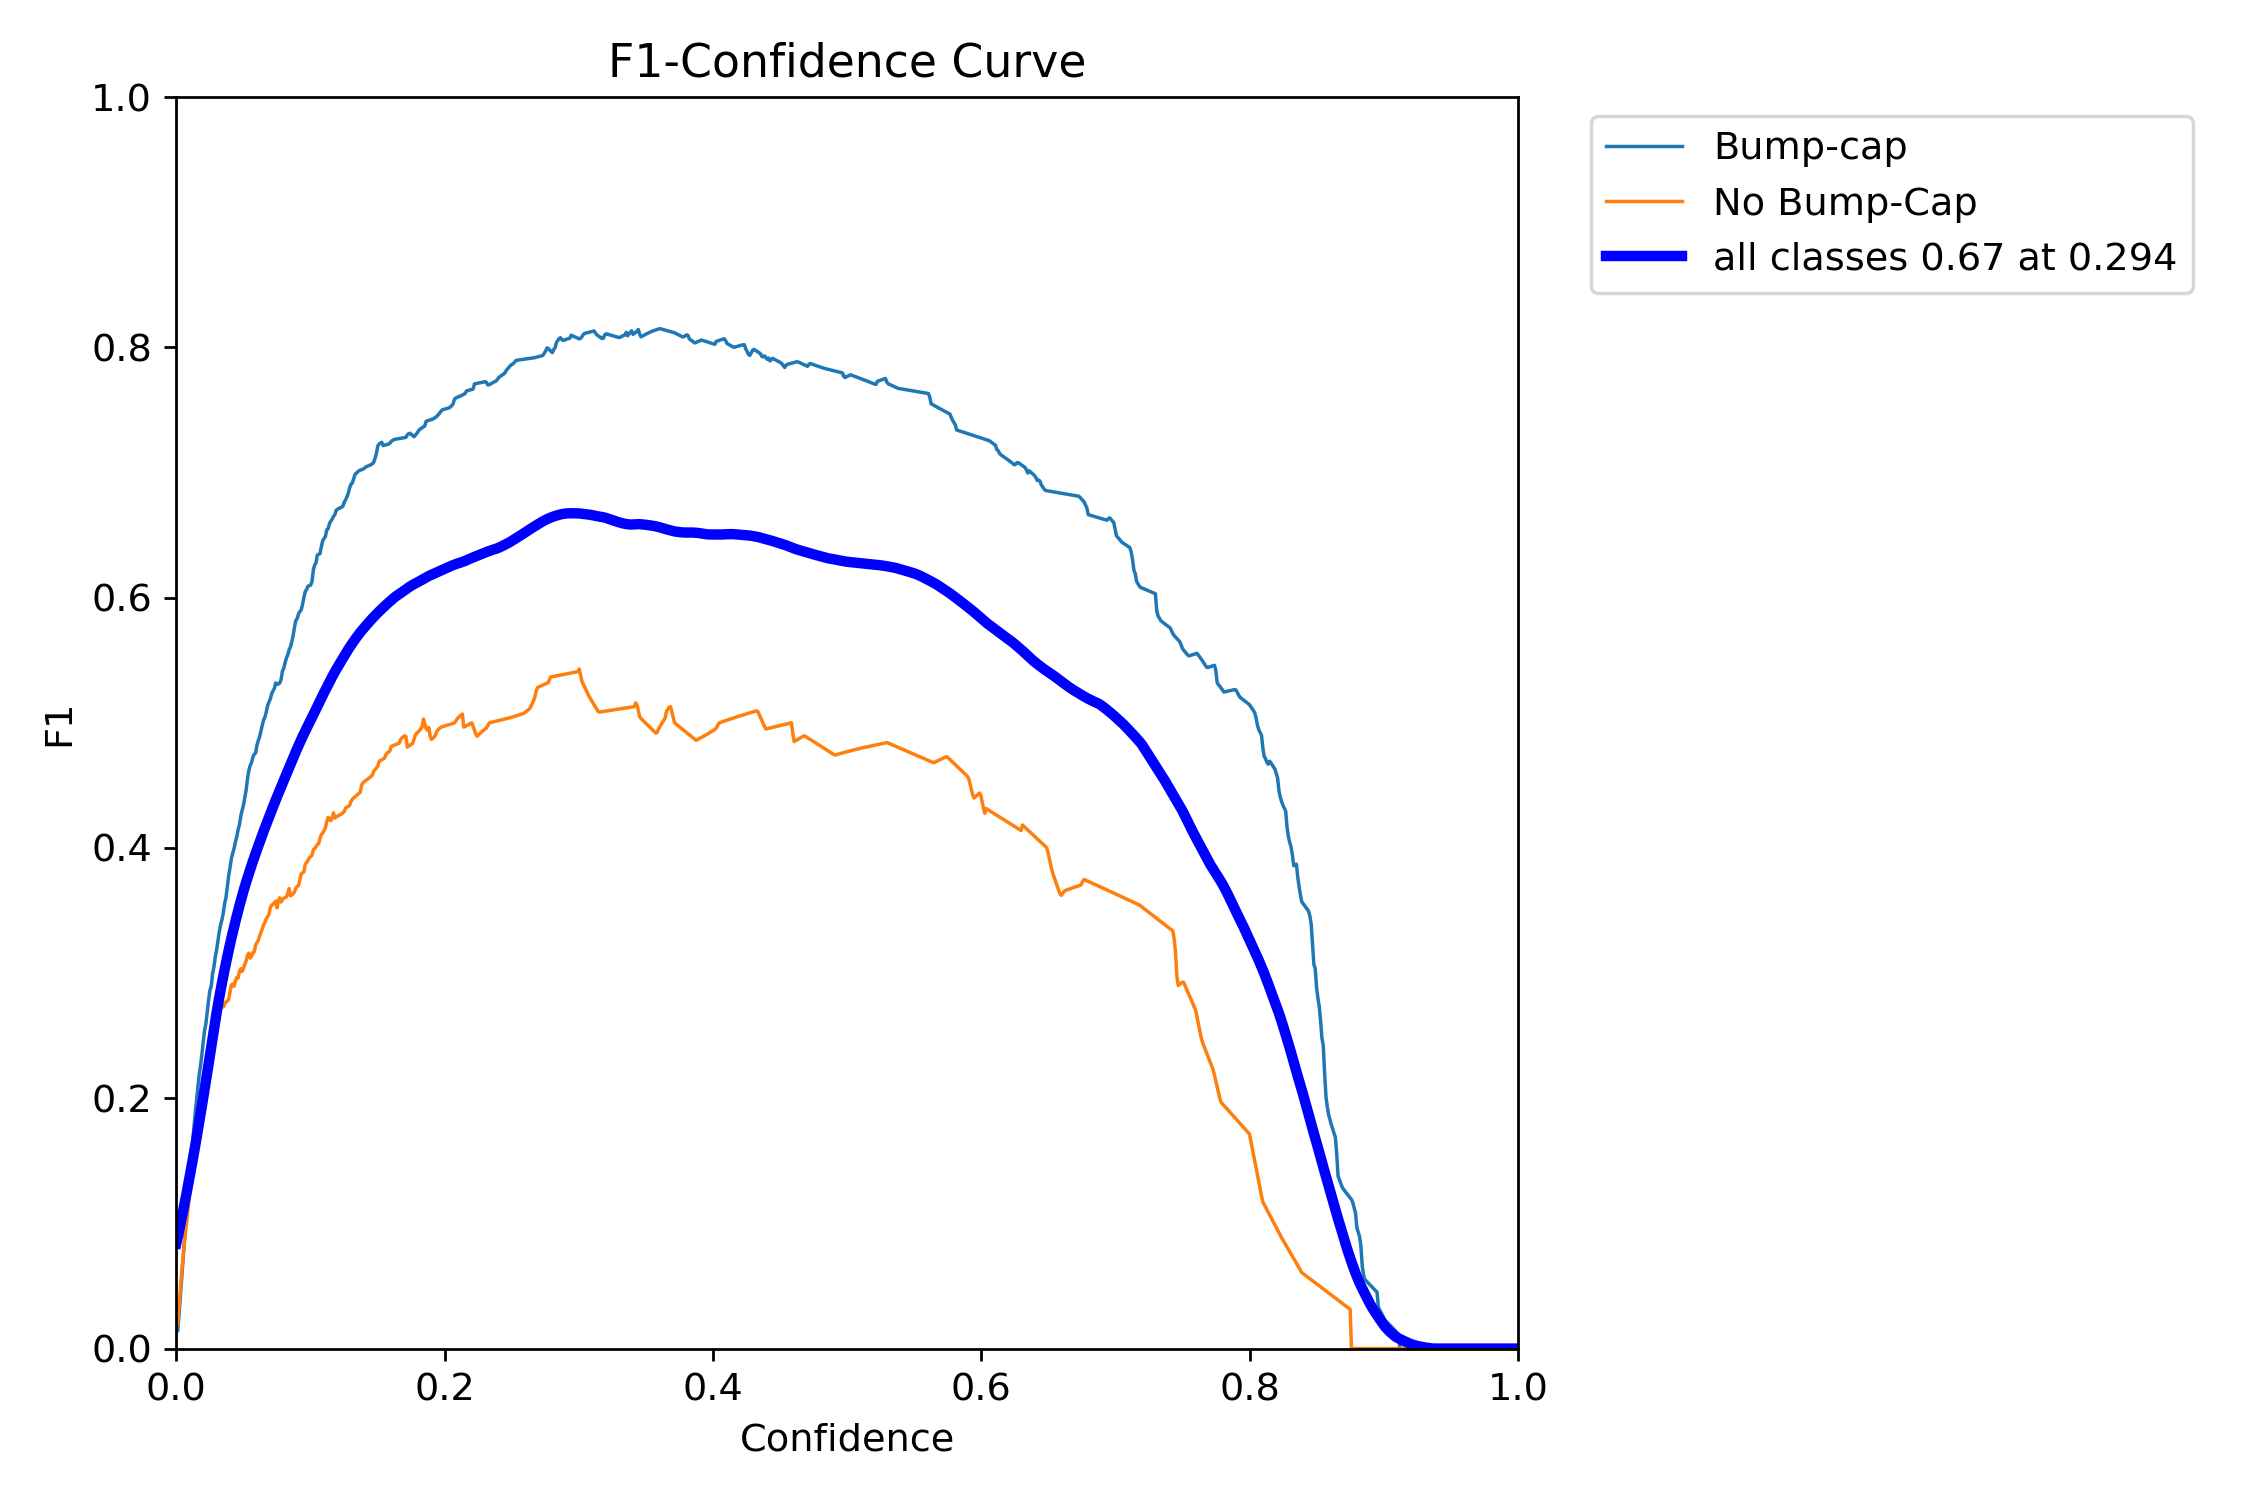 F1-Confidence Curve
1.0
0.8
0.6
0.4
0.2
0.0
F1
0.0 0.2 0.4 0.6 0.8 1.0
Confidence
Bump-cap
No Bump-Cap
all classes 0.67 at 0.294